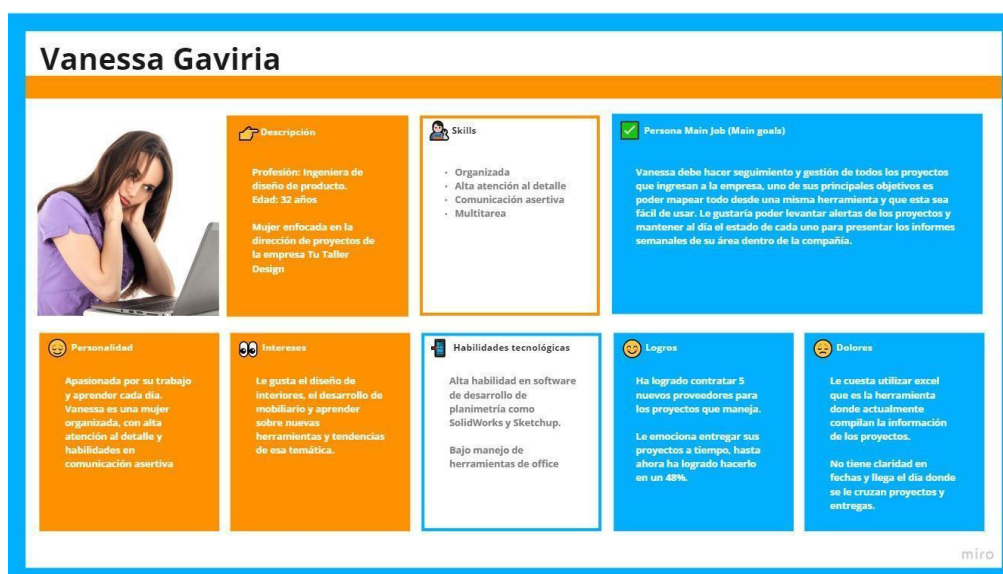 Vanessa Gaviria
Descripción
Profesión: Ingeniera de
diseño de producto.
Edad: 32 años
Mujer enfocada en la
dirección de proyectos de
la empresa Tu Taller
Design
Skills
· Organizada
· Alta atención al detalle
· Comunicación asertiva
· Multitarea
Persona Main Job (Main goals)
Vanessa debe hacer seguimiento y gestión de todos los proyectos
que ingresan a la empresa, uno de sus principales objetivos es
poder mapear todo desde una misma herramienta y que esta sea
fácil de usar. Le gustaría poder levantar alertas de los proyectos y
mantener al día el estado de cada uno para presentar los informes
semanales de su área dentro de la compañía.
Personalidad
Apasionada por su trabajo
y aprender cada día.
Vanessa es una mujer
organizada, con alta
atención al detalle y
habilidades en
comunicación asertiva
Intereses
Le gusta el diseño de
interiores, el desarrollo de
mobiliario y aprender
sobre nuevas
herramientas y tendencias
de esa temática.
Habilidades tecnológicas
Alta habilidad en software
de desarrollo de
planimetría como
SolidWorks y Sketchup.
Bajo manejo de
herramientas de office
Logros
Ha logrado contratar 5
nuevos proveedores para
los proyectos que maneja.
Le emociona entregar sus
proyectos a tiempo, hasta
ahora ha logrado hacerlo
en un 48%.
Dolores
Le cuesta utilizar excel
que es la herramienta
donde actualmente
compilan la información
de los proyectos.
No tiene claridad en
fechas y llega el día donde
se le cruzan proyectos y
entregas.
miro